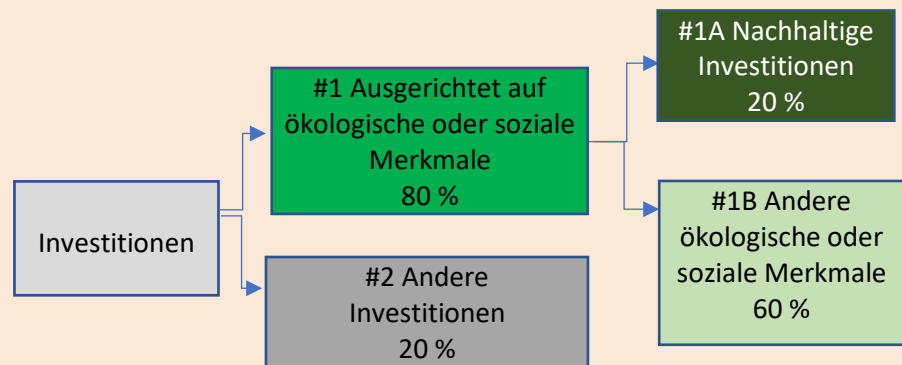 Investitionen
#1 Ausgerichtet auf
ökologische oder soziale
Merkmale
80 %
#2 Andere
Investitionen
20 %
#1A Nachhaltige
Investitionen
20 %
#1B Andere
ökologische oder
soziale Merkmale
60 %